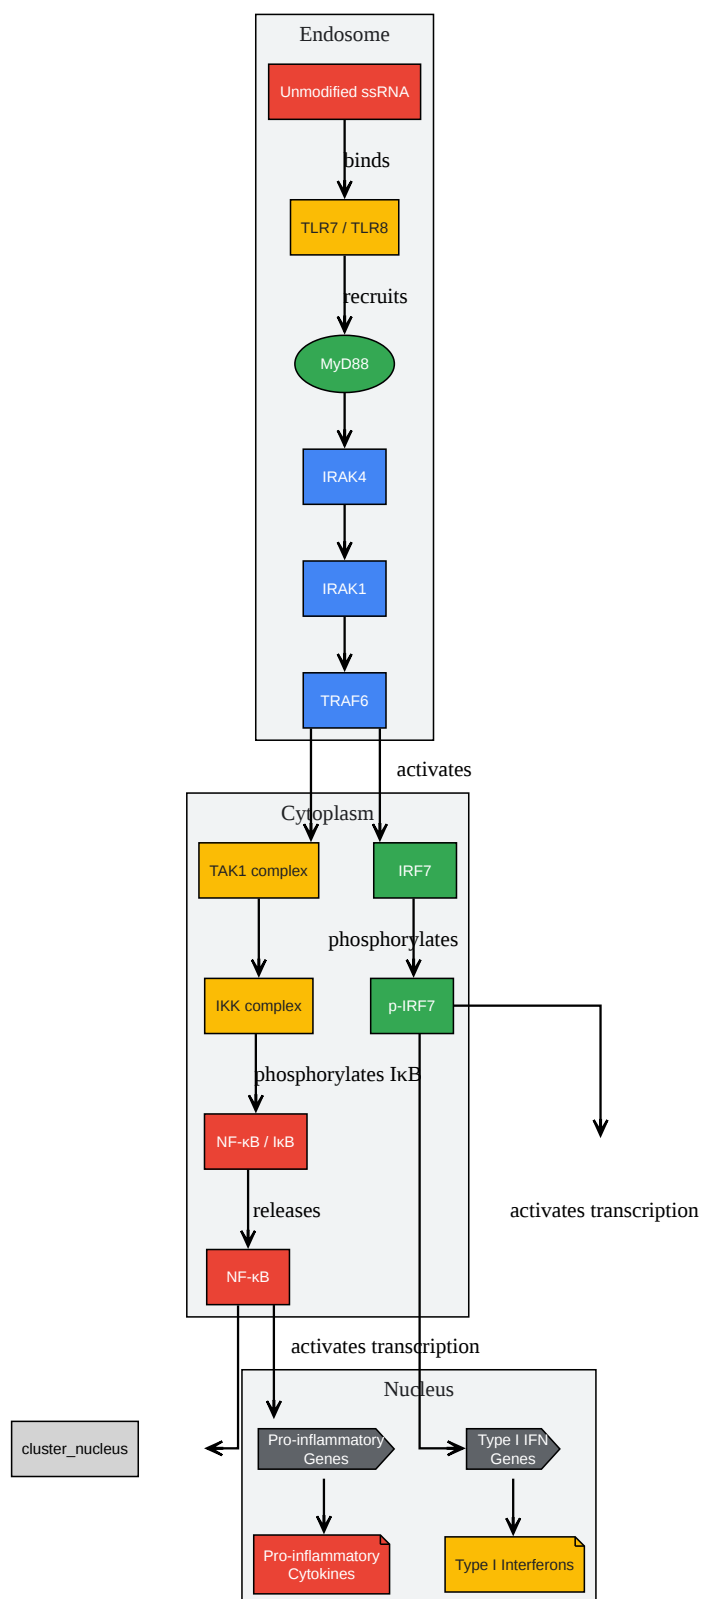 Endosome
Unmodified ssRNA
binds
TLR7 / TLR8
recruits
MyD88
IRAK4
IRAK1
TRAF6
activates
Cytoplasm
TAK1 complex
IRF7
phosphorylates
IKK complex
p-IRF7
phosphorylates IκB
NF-κB / IκB
releases
activates transcription
NF-κB
activates transcription
Nucleus
cluster_nucleus
Pro-inflammatory
Genes
Type I IFN
Genes
Pro-inflammatory
Cytokines
Type I Interferons